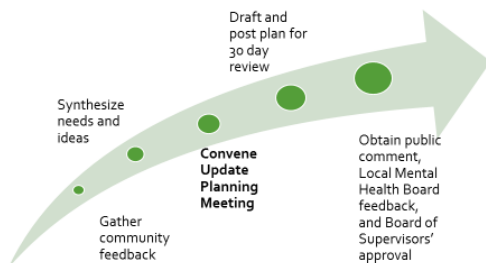 Draft and
post plan for
30 day
review
Synthesize
needs and
ideas
Convene
Update
Planning
Meeting
Gather
community
feedback
Obtain public
comment,
Local Mental
Health Board
feedback,
and Board of
Supervisors'
approval